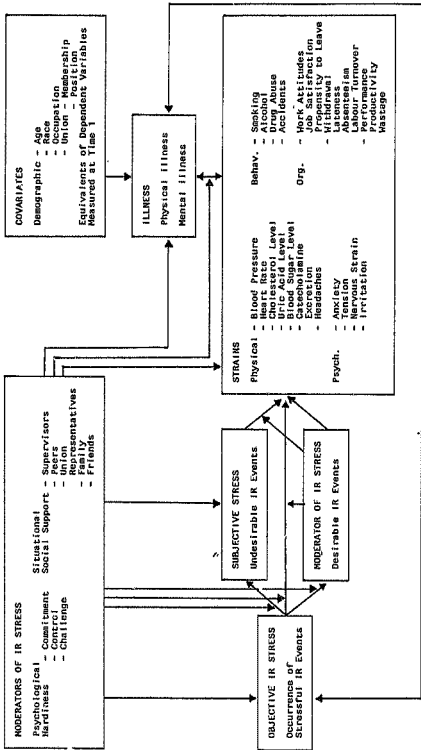 MODERATORS OF IR STRESS
Psychological Hardiness - Commitment
- Control
- Challenge
Situational
Social Support - Supervisors
- Peers
- Union
Representatives
- Family
- Friends
COVARIATES
Demographic - Age
- Race
- Occupation
- Union - Membership
- Position
Equivalents of Dependent Variables
Measured at Time 1
ILLNESS
Physical illness
Mental illness
OBJECTIVE IR STRESS
Occurrence of
Stressful IR Events
SUBJECTIVE STRESS
Undesirable IR Events
MODERATOR OF IR STRESS
Desirable IR Events
STRAINS
Physical - Blood Pressure
- Heart Rate
- Cholesterol Level
- Uric Acid Level
- Blood Sugar Level
- Catecholamine
Excretion
- Headaches
Psych. - Anxiety
- Tension
- Nervous Strain
- Irritation
Behav. - Smoking
- Alcohol
- Drug Abuse
- Accidents
Org. - Work Attitudes
- Job Satisfaction
- Propensity to Leave
- Withdrawal
- Lateness
- Absenteeism
- Labour Turnover
- Performance
- Productivity
- Wastage